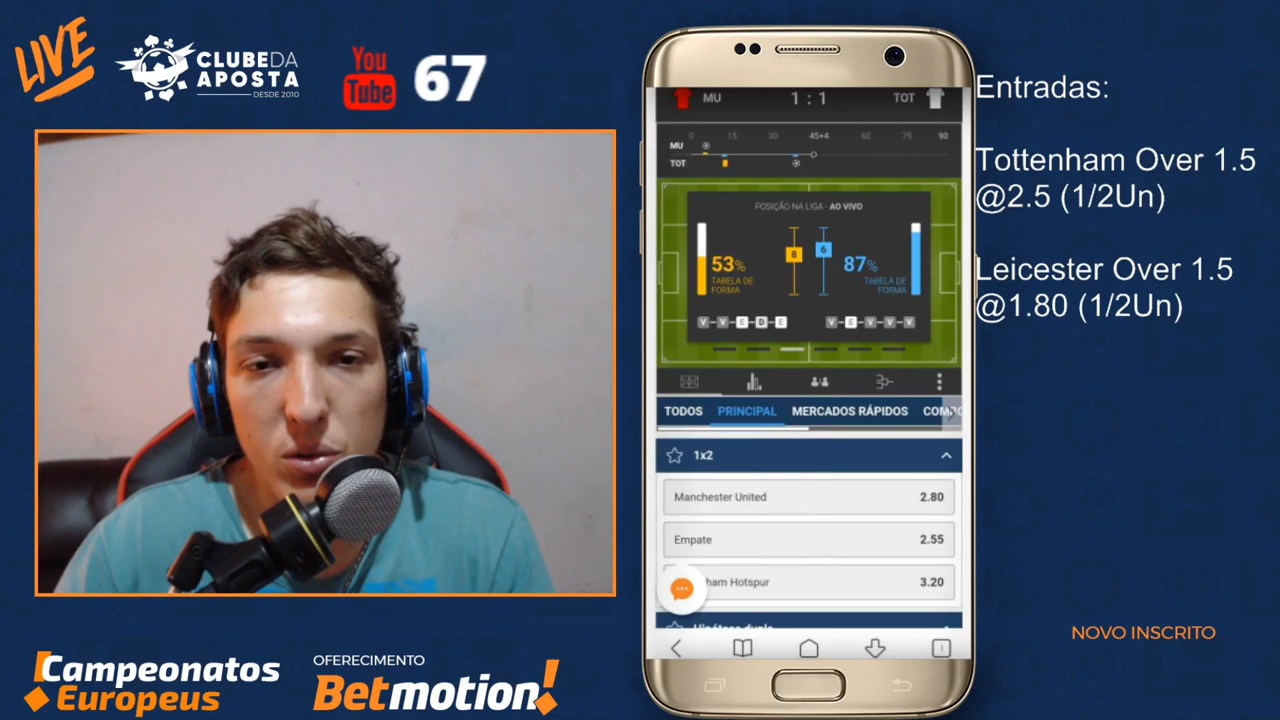 LIVE
CLUBEDA
APOSTA
DESDE 2010
You
Tube
67
MU
1 : 1
TOT
0 15 30 45+4 60 75 90
MU
TOT
POSIÇÃO NA LIGA - AO VIVO
53%
TABELA DE
FORMA
8
6
87%
TABELA DE
FORMA
V V E D E
V E V V V
TODOS PRINCIPAL MERCADOS RÁPIDOS
1x2
Manchester United 2.80
Empate 2.55
ham Hotspur 3.20
1
Entradas:
Tottenham Over 1.5
@2.5 (1/2Un)
Leicester Over 1.5
@1.80 (1/2Un)
NOVO INSCRITO
Campeonatos
Europeus
OFERECIMENTO
Betmotion!